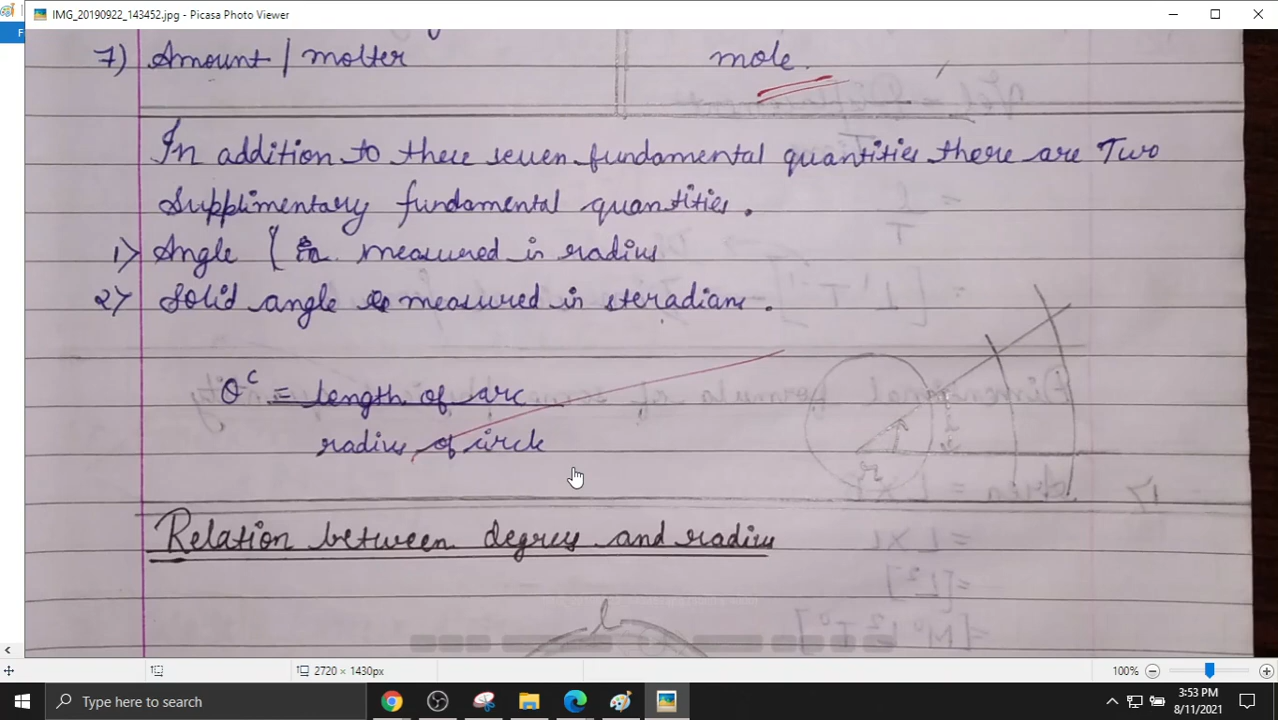 IMG_20190922_143452.jpg - Picasa Photo Viewer
F
7) Amount / molter mole.
In addition to these seven fundamental quantities there are Two
Supplimentary fundamental quantities.
1) Angle { measured in radius
2) Solid angle measured in steradians.
θᶜ = length of arc
radius of circle
r
Relation between degrees and radius
l
2720 × 1430px
100%
Type here to search
3:53 PM
8/11/2021